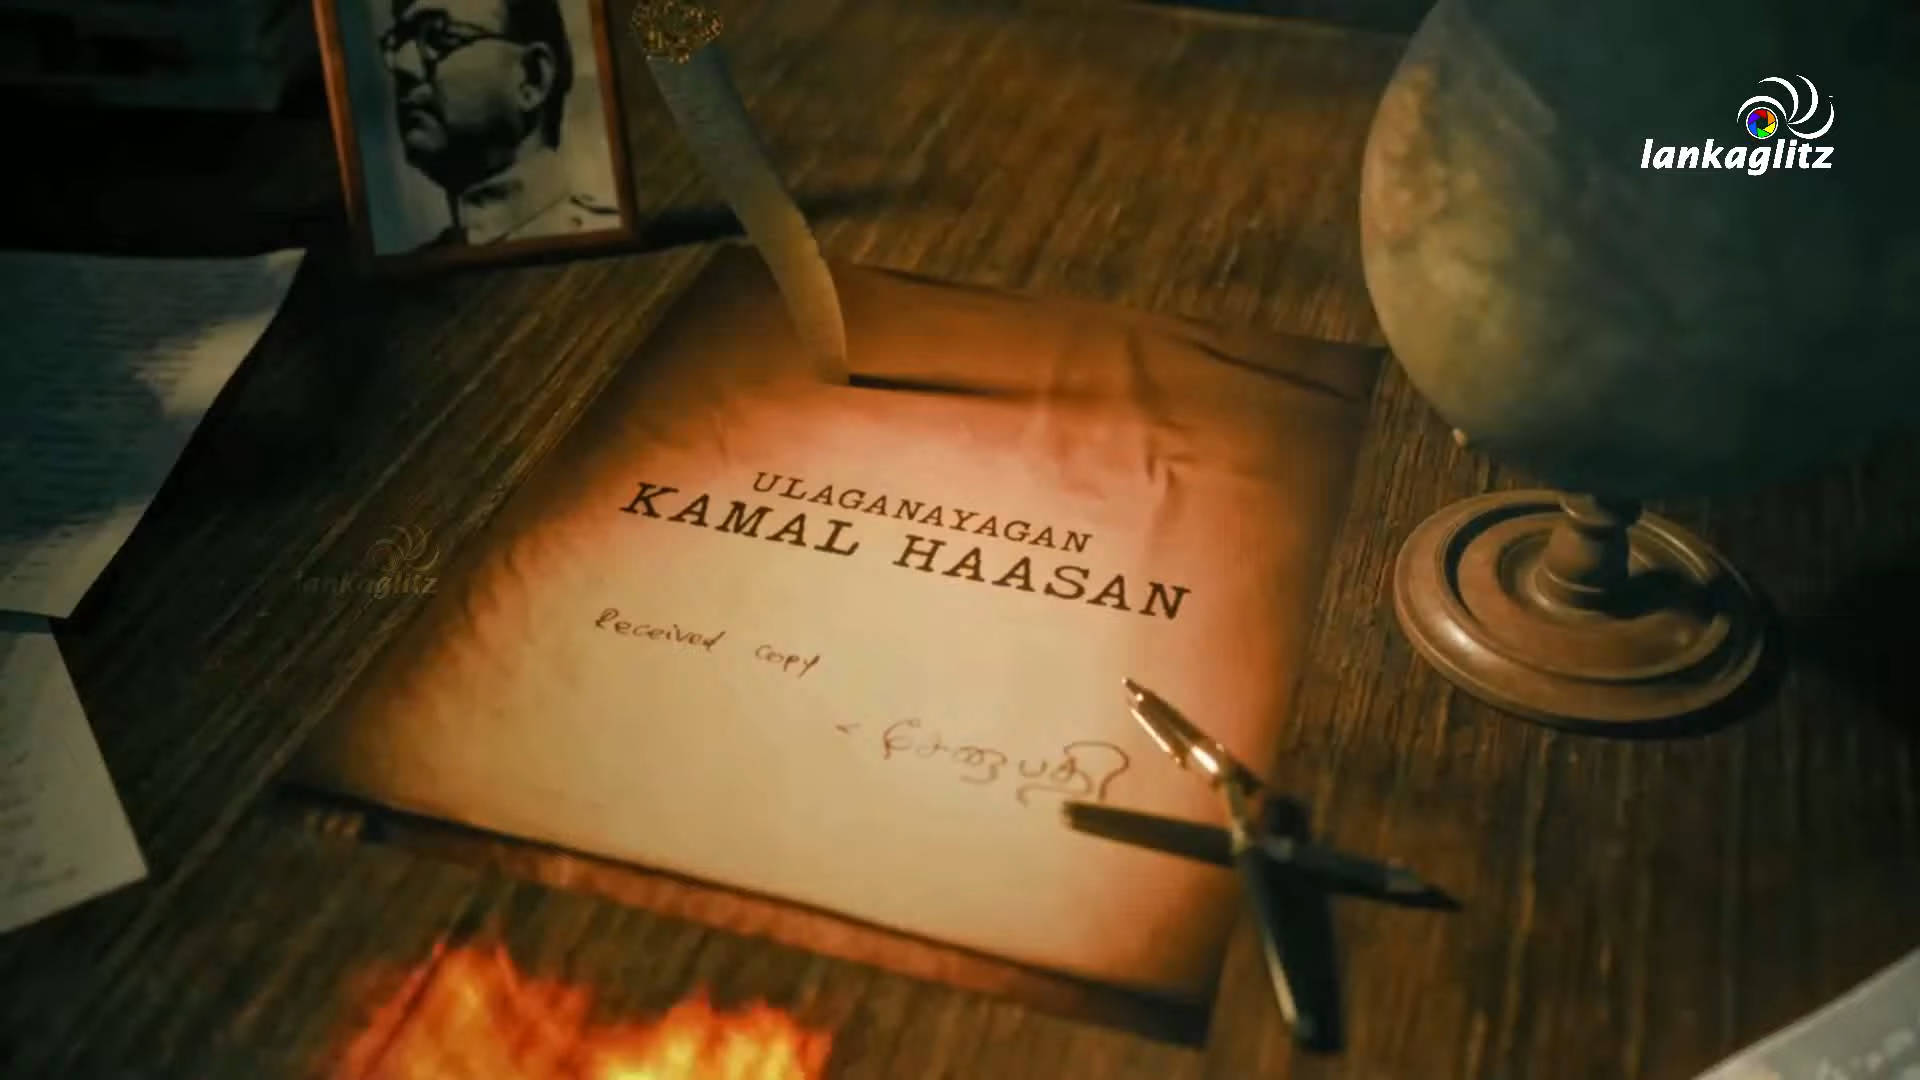 lankaglitz
ULAGANAYAGAN
KAMAL HAASAN
lankaglitz
Received copy
- சேனாபதி